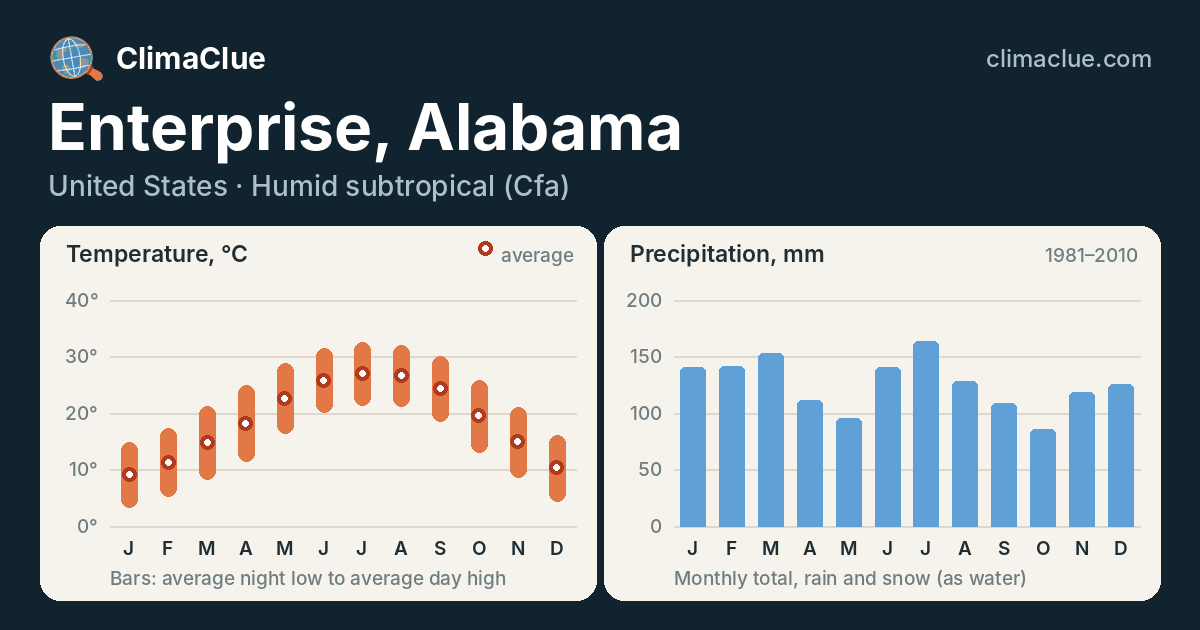 ClimaClue
climaclue.com
Enterprise, Alabama
United States · Humid subtropical (Cfa)
Temperature, °C
average
40°
30°
20°
10°
0°
J F M A M J J A S O N D
Bars: average night low to average day high
Precipitation, mm
1981–2010
200
150
100
50
0
J F M A M J J A S O N D
Monthly total, rain and snow (as water)